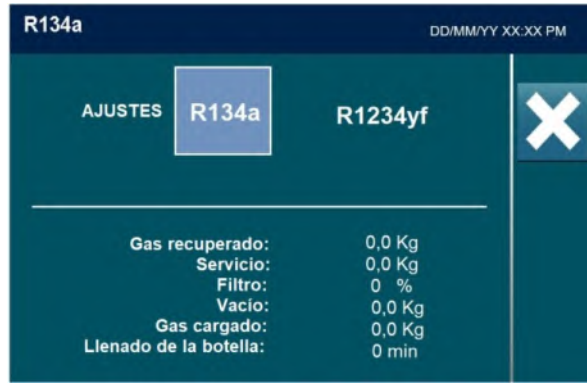 R134a DD/MM/YY XX:XX PM
AJUSTES R134a R1234yf
Gas recuperado: 0,0 Kg
Servicio: 0,0 Kg
Filtro: 0 %
Vacio: 0,0 Kg
Gas cargado: 0,0 Kg
Llenado de la botella: 0 min